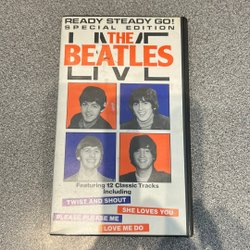 READY STEADY GO!
SPECIAL EDITION
THE
BEATLES
LIVE
Featuring 12 Classic Tracks
Including
TWIST AND SHOUT
SHE LOVES YOU
PLEASE PLEASE ME
LOVE ME DO